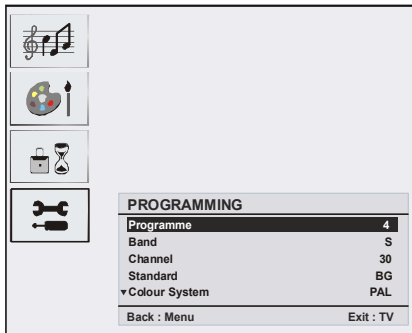 PROGRAMMING
Programme 4
Band S
Channel 30
Standard BG
▼Colour System PAL
Back : Menu Exit : TV